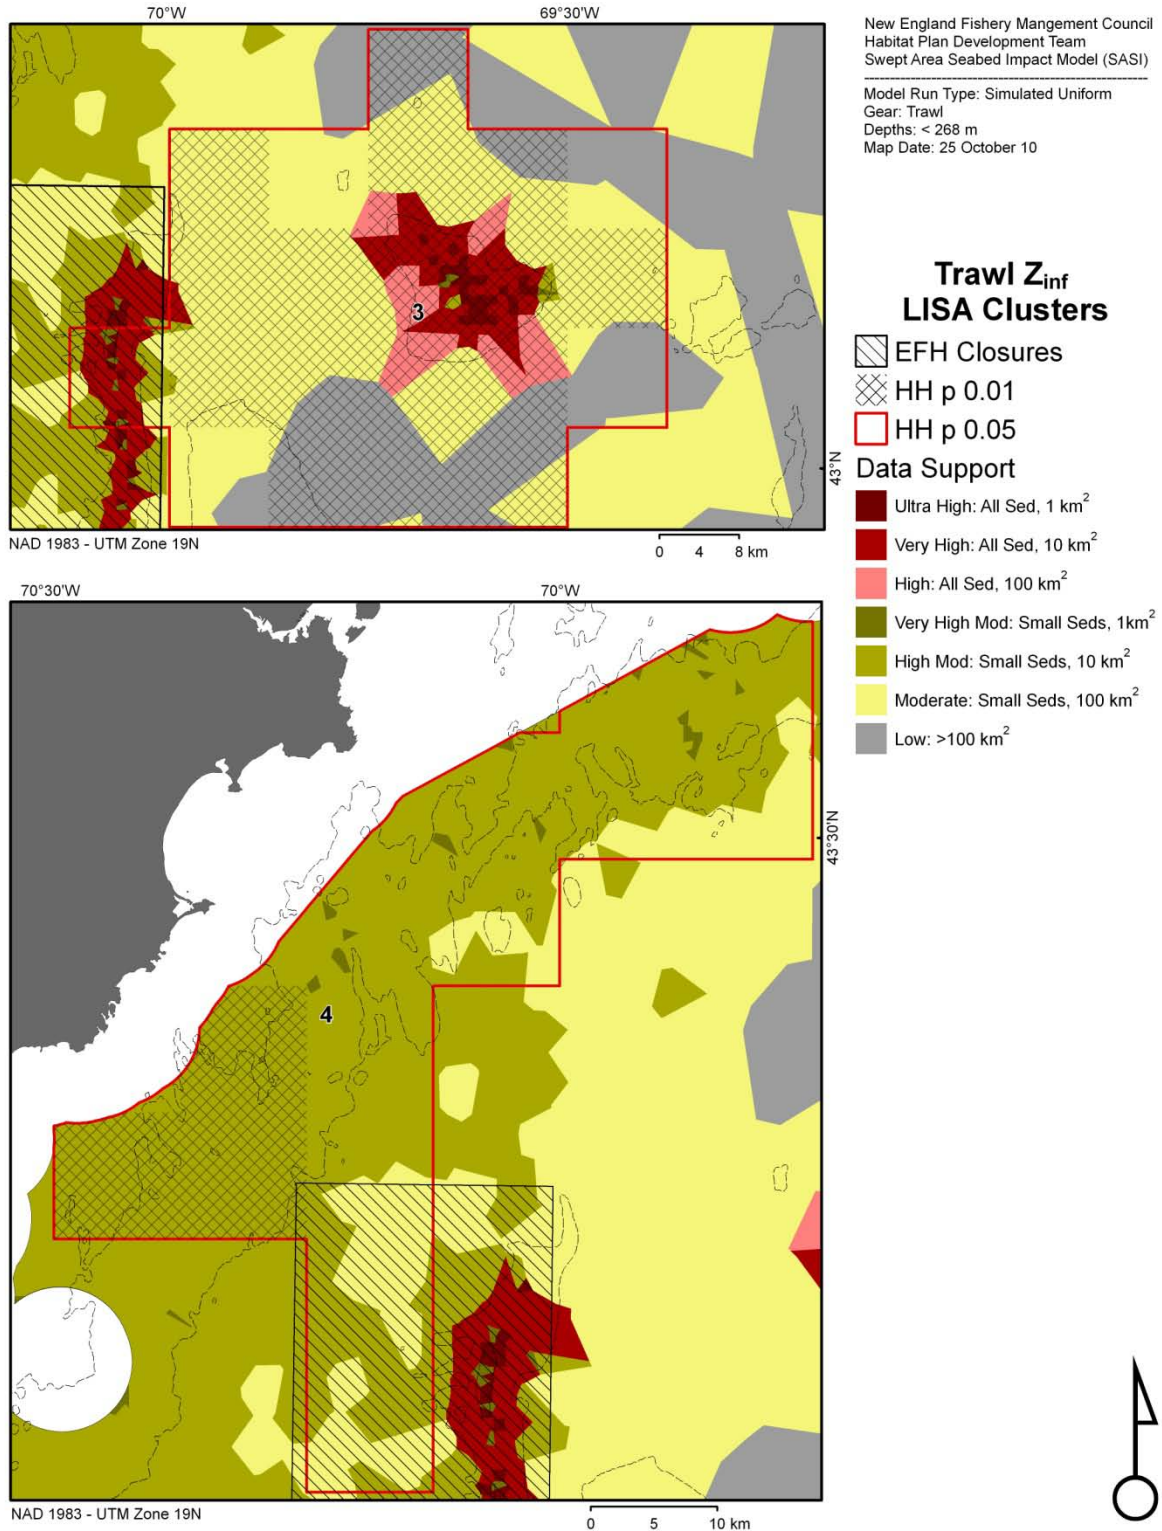 70°W
69°30'W
New England Fishery Mangement Council
Habitat Plan Development Team
Swept Area Seabed Impact Model (SASI)
Model Run Type: Simulated Uniform
Gear: Trawl
Depths: < 268 m
Map Date: 25 October 10
3
43°N
NAD 1983 - UTM Zone 19N
0 4 8 km
Trawl Zinf
LISA Clusters
EFH Closures
HH p 0.01
HH p 0.05
Data Support
Ultra High: All Sed, 1 km²
Very High: All Sed, 10 km²
High: All Sed, 100 km²
Very High Mod: Small Seds, 1km²
High Mod: Small Seds, 10 km²
Moderate: Small Seds, 100 km²
Low: >100 km²
70°30'W
70°W
43°30'N
4
NAD 1983 - UTM Zone 19N
0 5 10 km